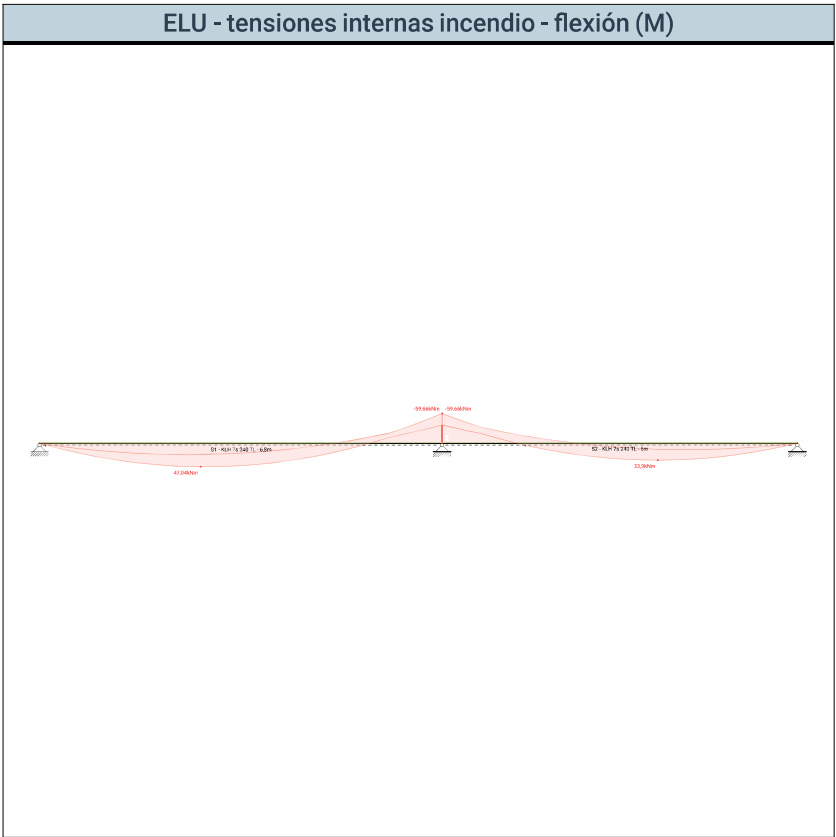 ELU - tensiones internas incendio - flexión (M)
-59.66kNm -59.66kNm
S1 - KLH 7s 240 TL - 6,8m
S2 - KLH 7s 240 TL - 6m
47,04kNm
33,9kNm